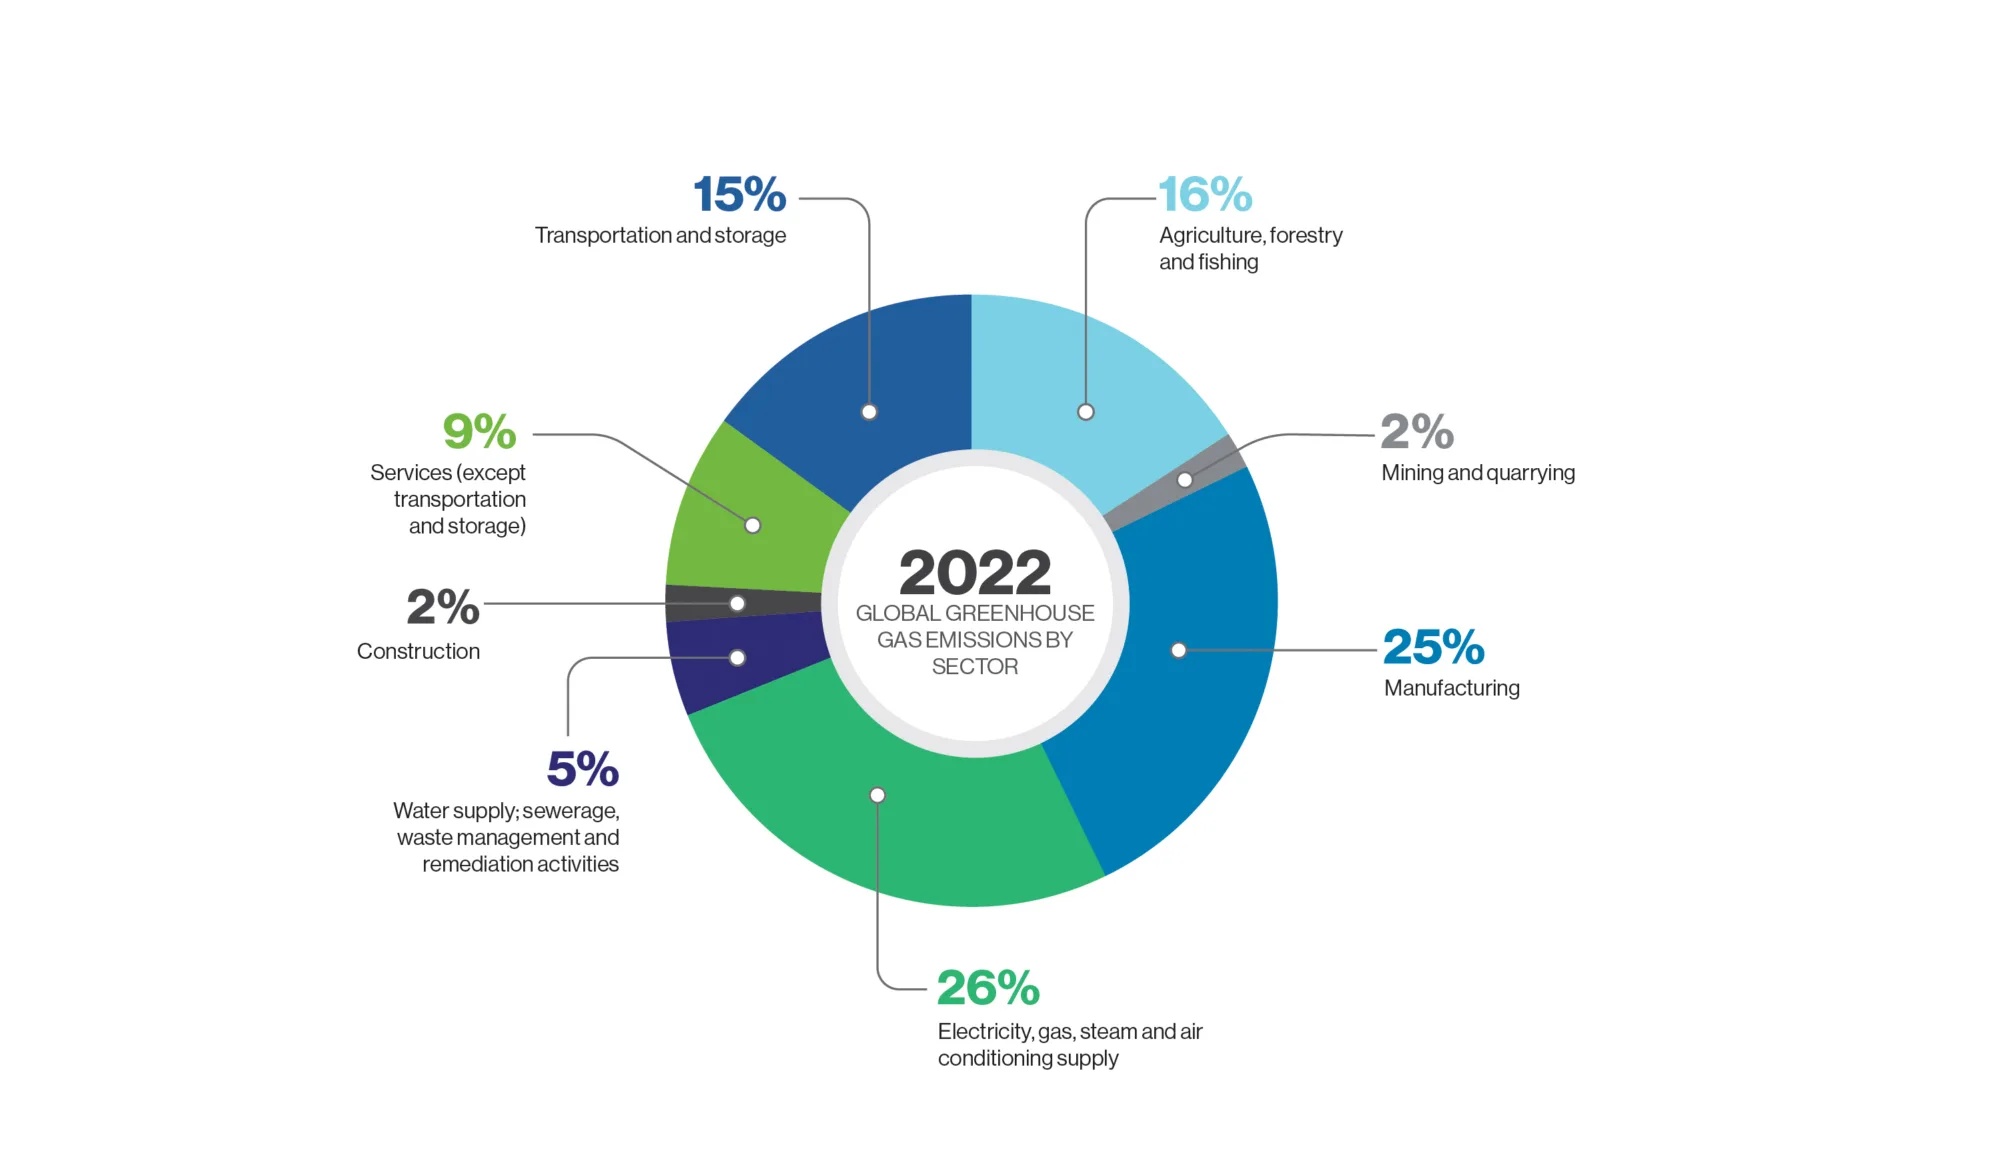 15%
Transportation and storage
16%
Agriculture, forestry
and fishing
9%
Services (except
transportation
and storage)
2%
Mining and quarrying
2022
GLOBAL GREENHOUSE
GAS EMISSIONS BY
SECTOR
2%
Construction
25%
Manufacturing
5%
Water supply; sewerage,
waste management and
remediation activities
26%
Electricity, gas, steam and air
conditioning supply